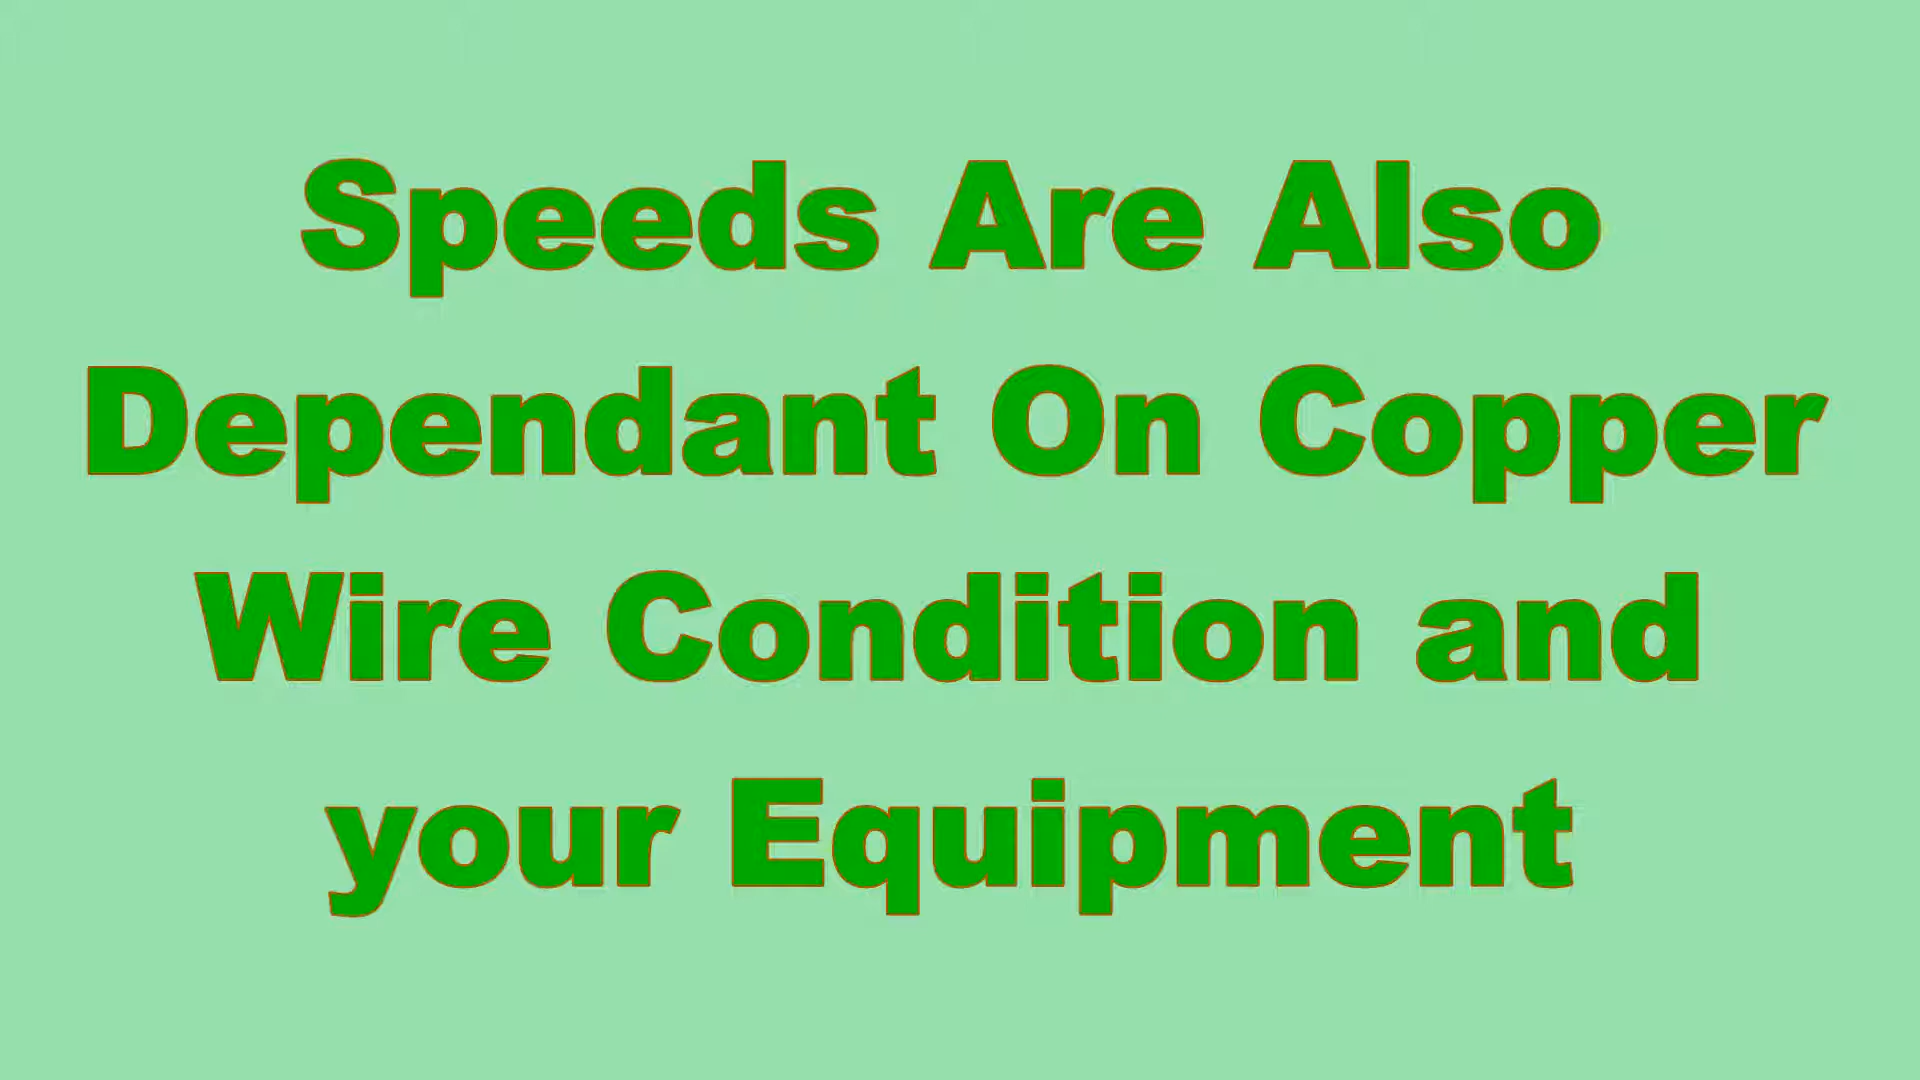 Speeds Are Also
Dependant On Copper
Wire Condition and
your Equipment